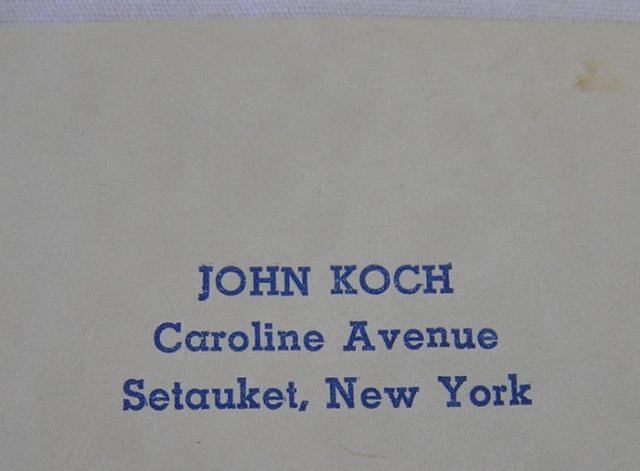 JOHN KOCH
Caroline Avenue
Setauket, New York